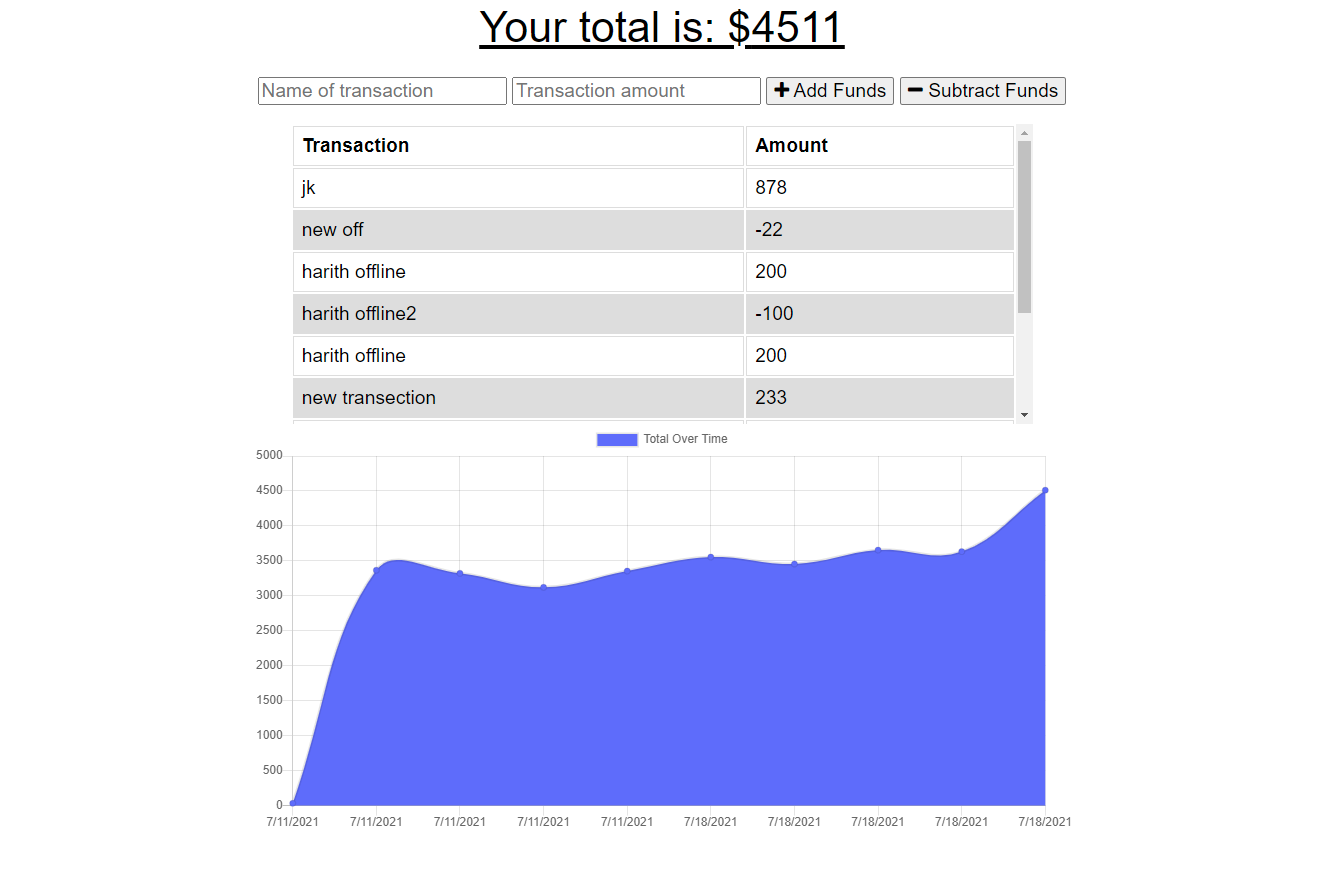 Your total is: $4511
Name of transaction Transaction amount + Add Funds − Subtract Funds
Transaction Amount
jk 878
new off -22
harith offline 200
harith offline2 -100
harith offline 200
new transection 233
Total Over Time
5000
4500
4000
3500
3000
2500
2000
1500
1000
500
0
7/11/2021 7/11/2021 7/11/2021 7/11/2021 7/11/2021 7/18/2021 7/18/2021 7/18/2021 7/18/2021 7/18/2021